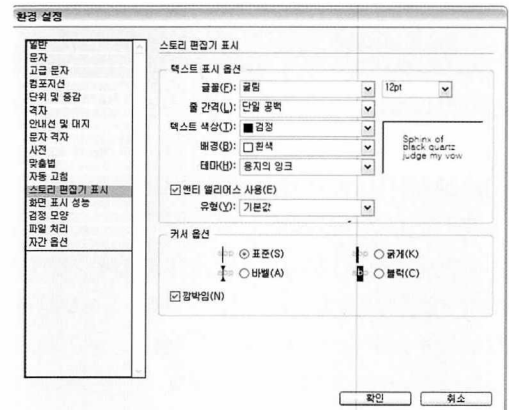 환경 설정
일반
문자
고급 문자
컴포지션
단위 및 증감
격자
안내선 및 대지
문자 격자
사전
맞춤법
자동 고침
스토리 편집기 표시
화면 표시 성능
검정 모양
파일 처리
자간 옵션
스토리 편집기 표시
텍스트 표시 옵션
글꼴(F): 굴림 12pt
줄 간격(L): 단일 공백
텍스트 색상(T): 검정
배경(B): 흰색
테마(H): 용지의 잉크
Sphinx of
black quartz
judge my vow
앤티 앨리어스 사용(E)
유형(Y): 기본값
커서 옵션
표준(S) 굵게(K)
바벨(A) 블럭(C)
깜박임(N)
확인 취소